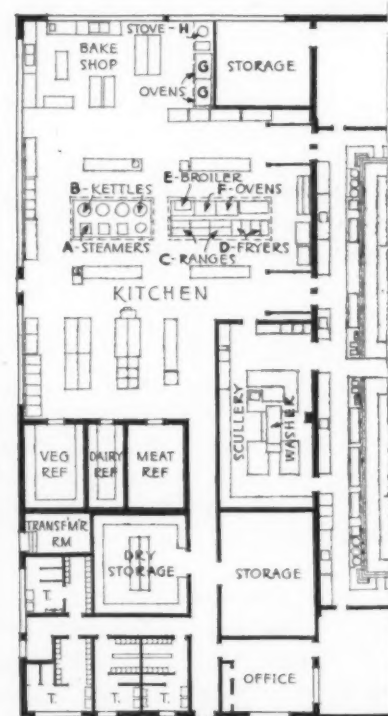 STOVE-H
BAKE
SHOP
G
STORAGE
OVENS
G
E-BROILER
B-KETTLES
F-OVENS
A-STEAMERS
D-FRYERS
C-RANGES
KITCHEN
SCULLERY
WASHER
VEG
REF
DAIRY
REF
MEAT
REF
TRANSF'M'R
RM
DRY
STORAGE
STORAGE
T.
T.
T.
T.
OFFICE